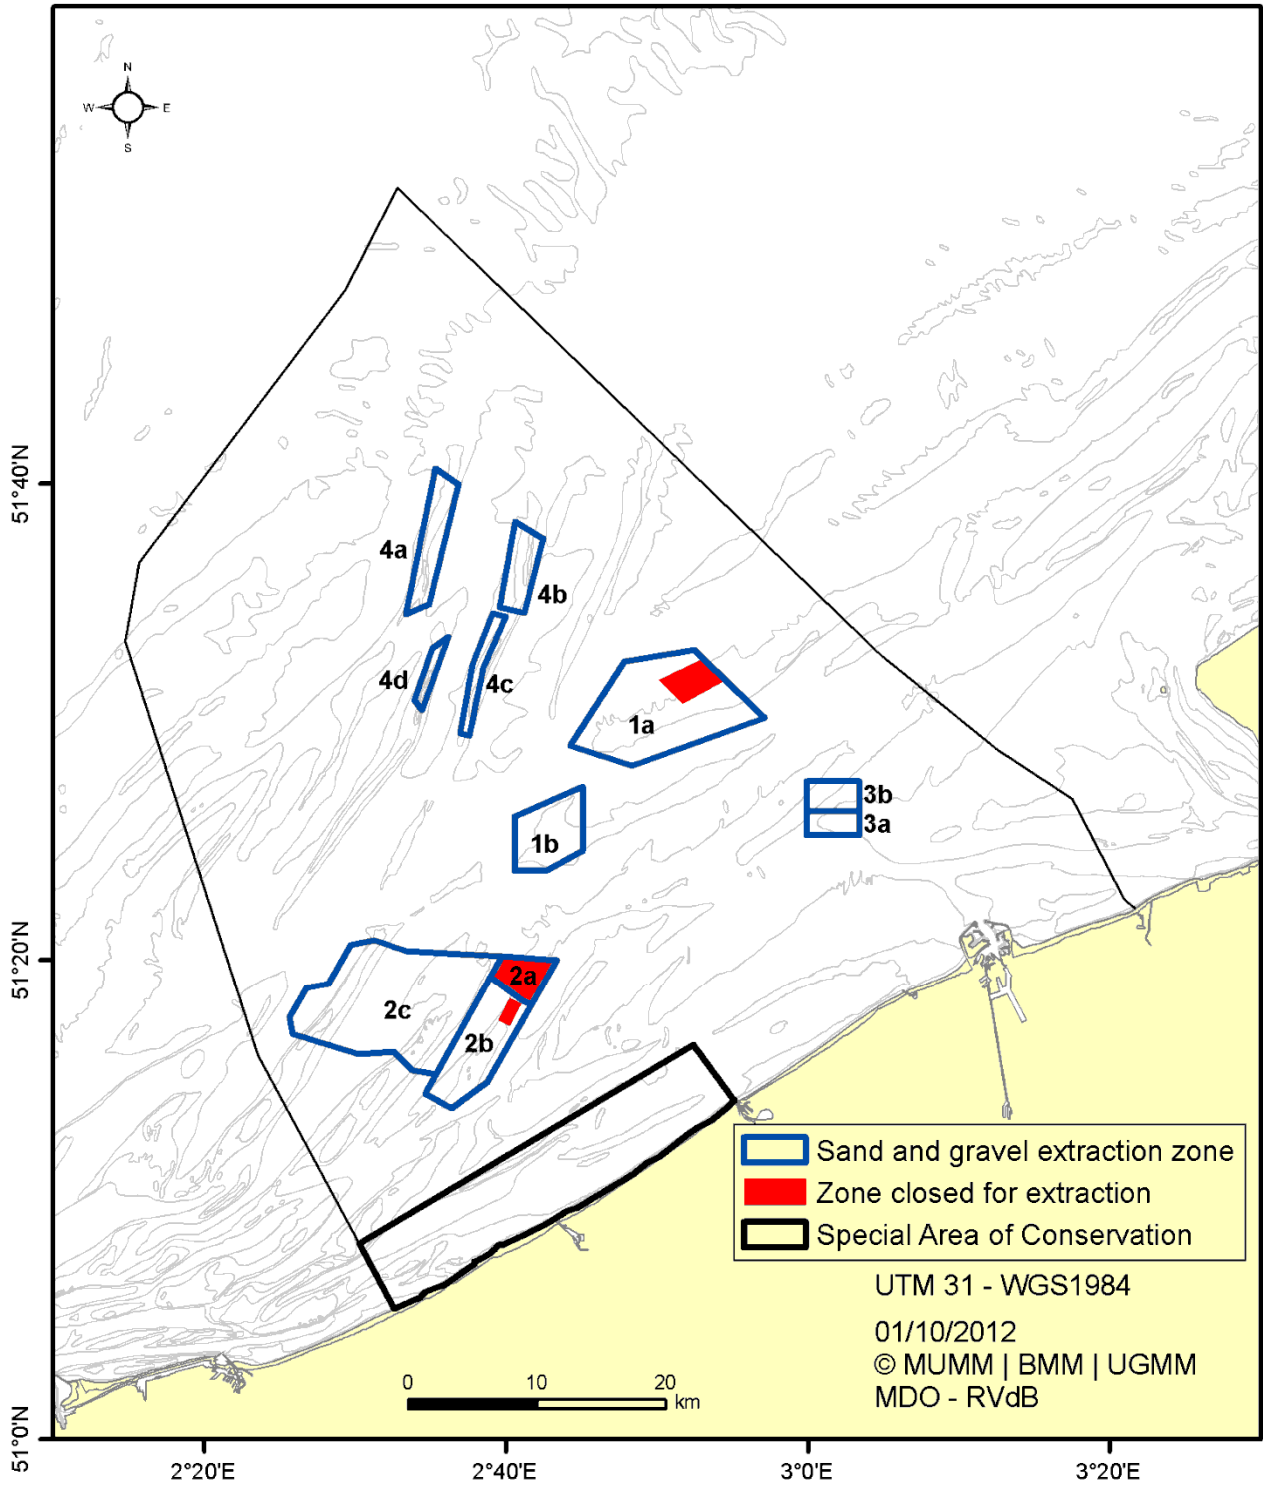 N
W E
S
51°40'N
4a
4b
4d
4c
1a
3b
3a
1b
51°20'N
2a
2c
2b
Sand and gravel extraction zone
Zone closed for extraction
Special Area of Conservation
UTM 31 - WGS1984
01/10/2012
© MUMM | BMM | UGMM
MDO - RVdB
0 10 20
km
51°0'N
2°20'E 2°40'E 3°0'E 3°20'E